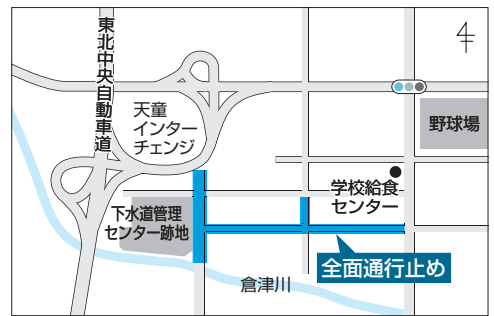 東北中央自動車道
天童
インター
チェンジ
野球場
学校給食
センター
下水道管理
センター跡地
全面通行止め
倉津川